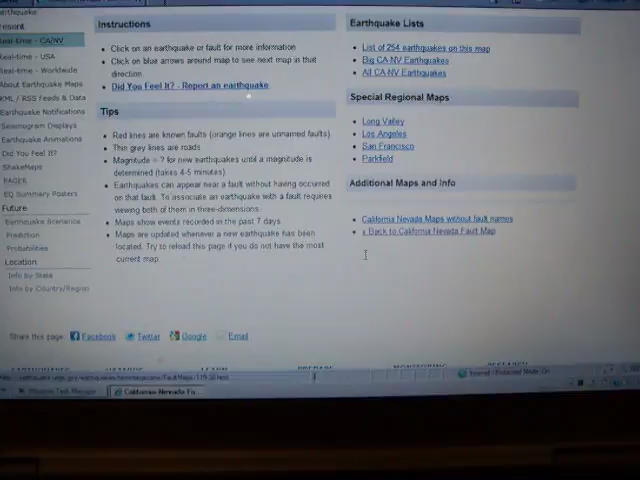 Earthquake
Present
Real-time - CA/NV
Real-time - USA
Real-time - Worldwide
About Earthquake Maps
KML / RSS Feeds & Data
Earthquake Notifications
Seismogram Displays
Earthquake Animations
Did You Feel It?
ShakeMaps
PAGER
EQ Summary Posters
Future
Earthquake Scenarios
Prediction
Probabilities
Location
Info by State
Info by Country/Region
Instructions
Click on an earthquake or fault for more information
Click on blue arrows around map to see next map in that
direction
Did You Feel It? - Report an earthquake
Tips
Red lines are known faults (orange lines are unnamed faults)
Thin grey lines are roads
Magnitude = ? for new earthquakes until a magnitude is
determined (takes 4-5 minutes)
Earthquakes can appear near a fault without having occurred
on that fault. To associate an earthquake with a fault requires
viewing both of them in three-dimensions.
Maps show events recorded in the past 7 days
Maps are updated whenever a new earthquake has been
located. Try to reload this page if you do not have the most
current map.
Earthquake Lists
List of 254 earthquakes on this map
Big CA-NV Earthquakes
All CA-NV Earthquakes
Special Regional Maps
Long Valley
Los Angeles
San Francisco
Parkfield
Additional Maps and Info
California Nevada Maps without fault names
Back to California Nevada Fault Map
Share this page: Facebook Twitter Google Email
Internet | Protected Mode: On
Windows Task Manager
California-Nevada Fa...